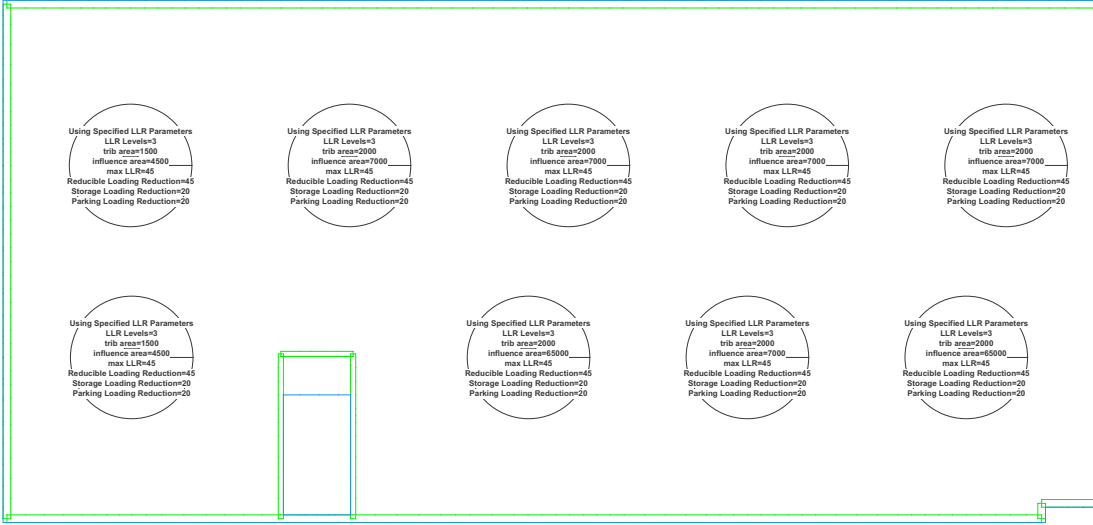 Using Specified LLR Parameters
LLR Levels=3
trib area=1500
influence area=4500
max LLR=45
Reducible Loading Reduction=45
Storage Loading Reduction=20
Parking Loading Reduction=20
Using Specified LLR Parameters
LLR Levels=3
trib area=2000
influence area=7000
max LLR=45
Reducible Loading Reduction=45
Storage Loading Reduction=20
Parking Loading Reduction=20
Using Specified LLR Parameters
LLR Levels=3
trib area=2000
influence area=7000
max LLR=45
Reducible Loading Reduction=45
Storage Loading Reduction=20
Parking Loading Reduction=20
Using Specified LLR Parameters
LLR Levels=3
trib area=2000
influence area=7000
max LLR=45
Reducible Loading Reduction=45
Storage Loading Reduction=20
Parking Loading Reduction=20
Using Specified LLR Parameters
LLR Levels=3
trib area=2000
influence area=7000
max LLR=45
Reducible Loading Reduction=45
Storage Loading Reduction=20
Parking Loading Reduction=20
Using Specified LLR Parameters
LLR Levels=3
trib area=1500
influence area=4500
max LLR=45
Reducible Loading Reduction=45
Storage Loading Reduction=20
Parking Loading Reduction=20
Using Specified LLR Parameters
LLR Levels=3
trib area=2000
influence area=65000
max LLR=45
Reducible Loading Reduction=45
Storage Loading Reduction=20
Parking Loading Reduction=20
Using Specified LLR Parameters
LLR Levels=3
trib area=2000
influence area=7000
max LLR=45
Reducible Loading Reduction=45
Storage Loading Reduction=20
Parking Loading Reduction=20
Using Specified LLR Parameters
LLR Levels=3
trib area=2000
influence area=65000
max LLR=45
Reducible Loading Reduction=45
Storage Loading Reduction=20
Parking Loading Reduction=20